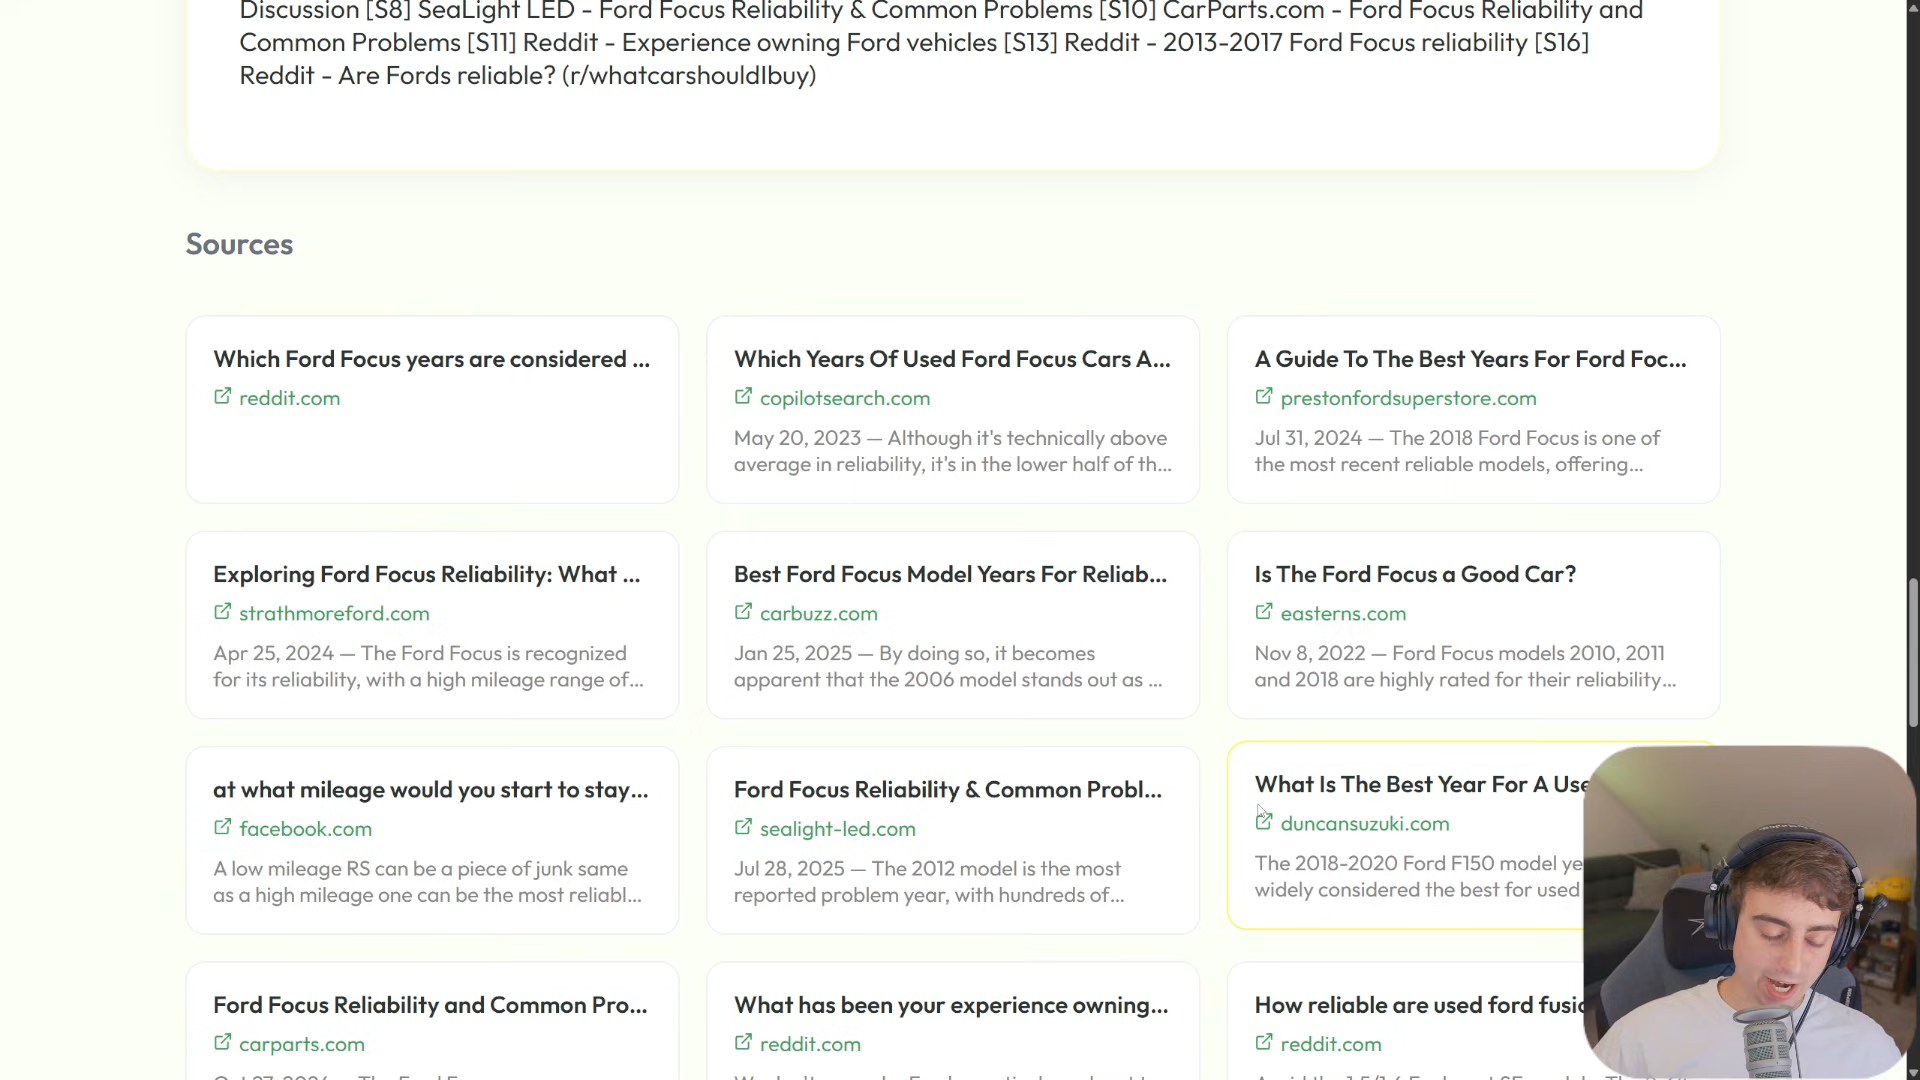 Discussion [S8] SeaLight LED - Ford Focus Reliability & Common Problems [S10] CarParts.com - Ford Focus Reliability and
Common Problems [S11] Reddit - Experience owning Ford vehicles [S13] Reddit - 2013-2017 Ford Focus reliability [S16]
Reddit - Are Fords reliable? (r/whatcarshouldIbuy)
Sources
Which Ford Focus years are considered ...
reddit.com
Which Years Of Used Ford Focus Cars A...
copilotsearch.com
May 20, 2023 — Although it's technically above
average in reliability, it's in the lower half of th...
A Guide To The Best Years For Ford Foc...
prestonfordsuperstore.com
Jul 31, 2024 — The 2018 Ford Focus is one of
the most recent reliable models, offering...
Exploring Ford Focus Reliability: What ...
strathmoreford.com
Apr 25, 2024 — The Ford Focus is recognized
for its reliability, with a high mileage range of...
Best Ford Focus Model Years For Reliab...
carbuzz.com
Jan 25, 2025 — By doing so, it becomes
apparent that the 2006 model stands out as ...
Is The Ford Focus a Good Car?
easterns.com
Nov 8, 2022 — Ford Focus models 2010, 2011
and 2018 are highly rated for their reliability...
at what mileage would you start to stay...
facebook.com
A low mileage RS can be a piece of junk same
as a high mileage one can be the most reliabl...
Ford Focus Reliability & Common Probl...
sealight-led.com
Jul 28, 2025 — The 2012 model is the most
reported problem year, with hundreds of...
What Is The Best Year For A Use
duncansuzuki.com
The 2018-2020 Ford F150 model ye
widely considered the best for used
Ford Focus Reliability and Common Pro...
carparts.com
What has been your experience owning...
reddit.com
How reliable are used ford fusio
reddit.com